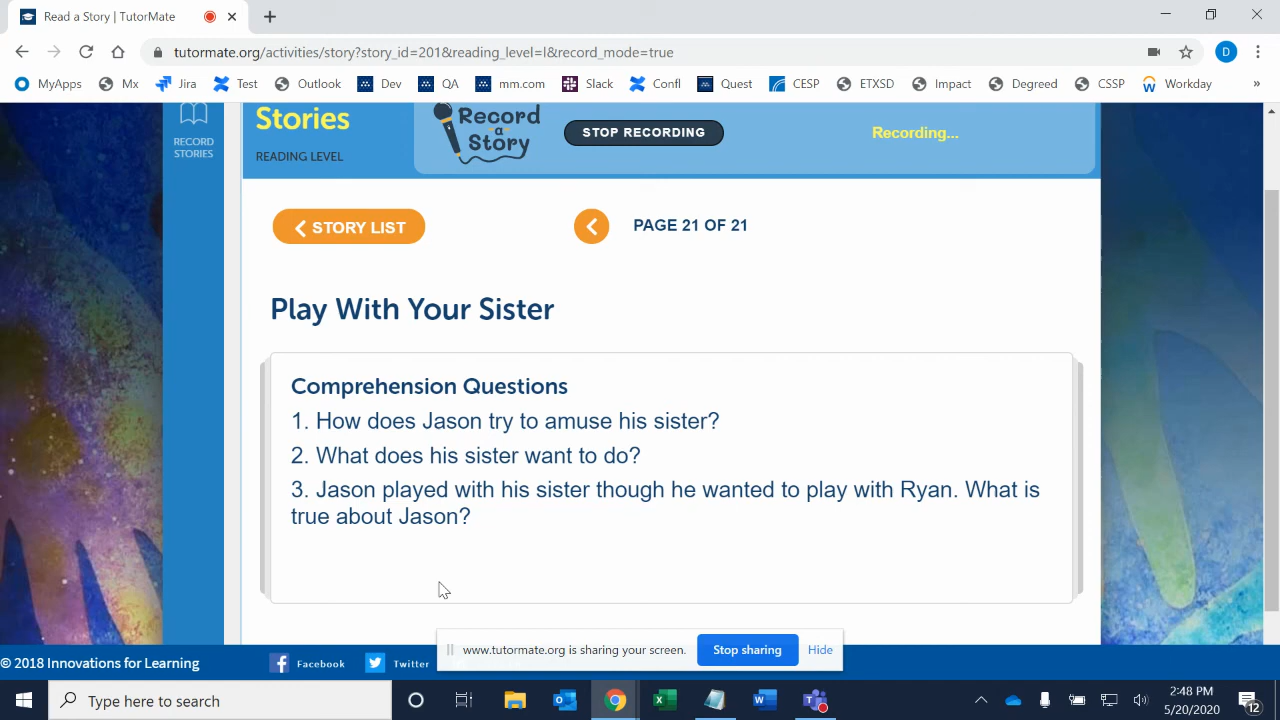 Read a Story | TutorMate
tutormate.org/activities/story?story_id=201&reading_level=I&record_mode=true
D
MyApps Mx Jira Test Outlook Dev QA mm.com Slack Confl Quest CESP ETXSD Impact Degreed CSSP Workday »
RECORD
STORIES
Stories
READING LEVEL
Record
a
Story
STOP RECORDING
Recording...
STORY LIST
PAGE 21 OF 21
Play With Your Sister
Comprehension Questions
1. How does Jason try to amuse his sister?
2. What does his sister want to do?
3. Jason played with his sister though he wanted to play with Ryan. What is
true about Jason?
www.tutormate.org is sharing your screen. Stop sharing Hide
© 2018 Innovations for Learning Facebook Twitter
Type here to search
2:48 PM
5/20/2020
12